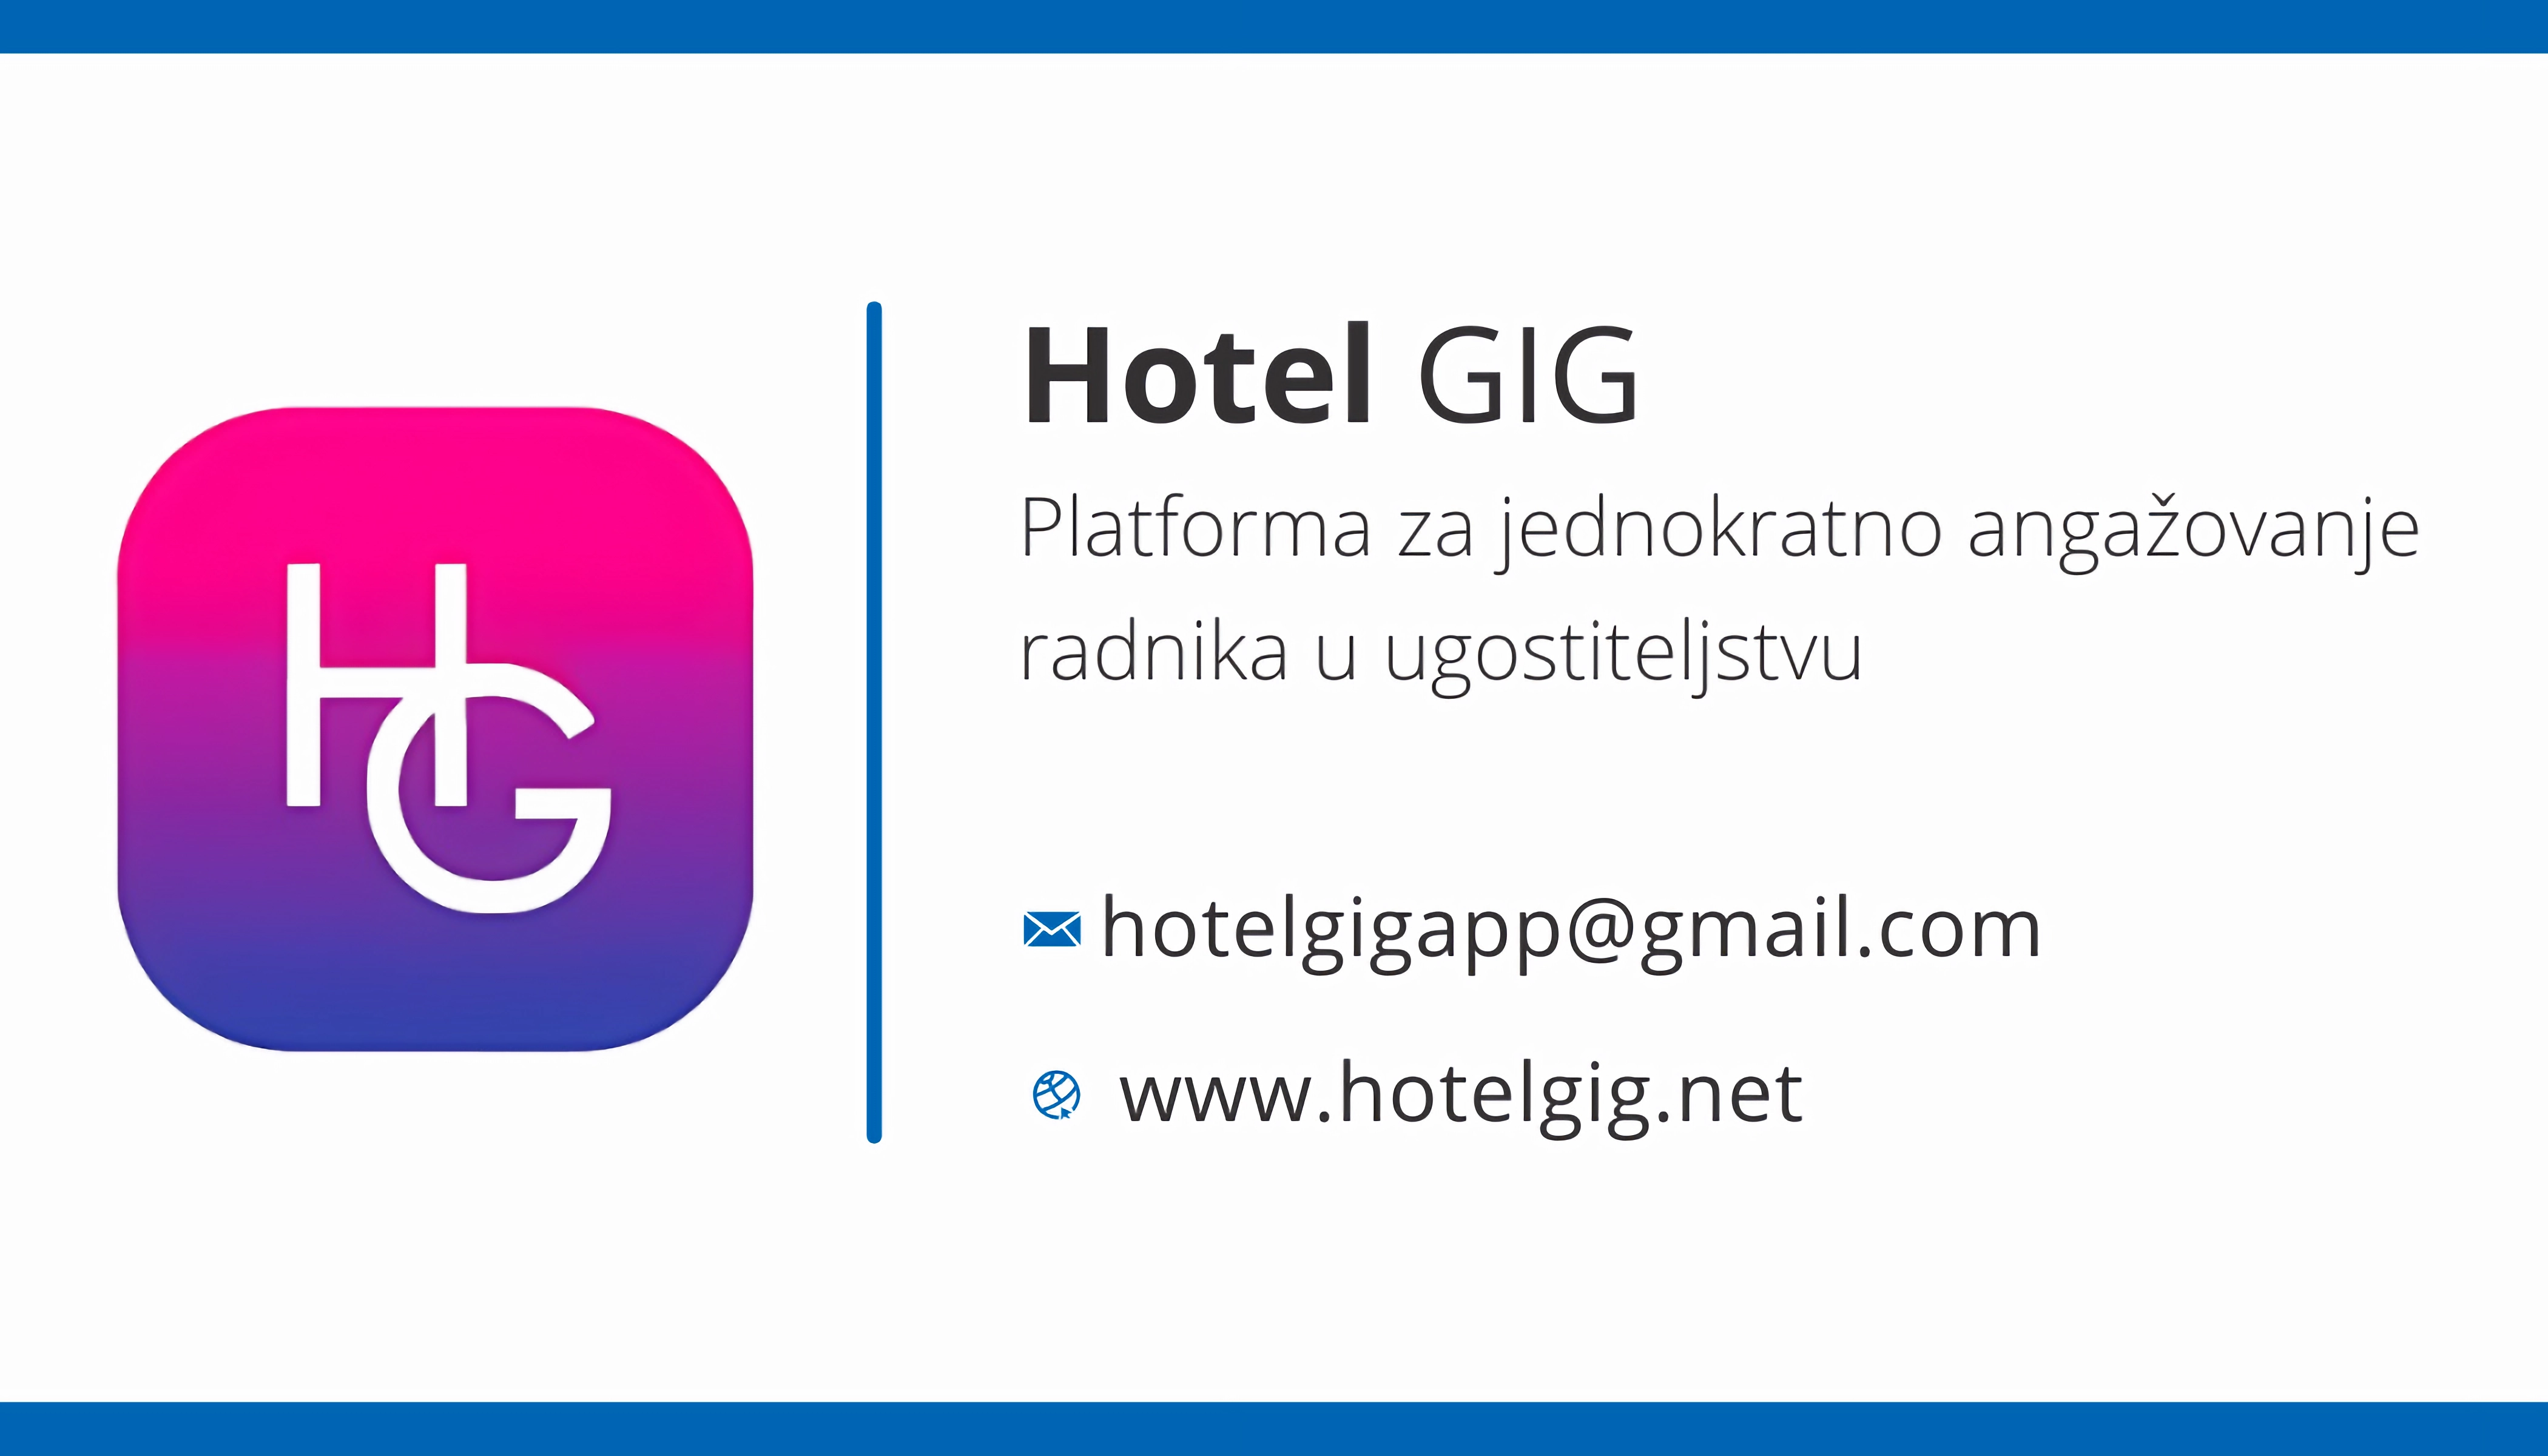 HG
Hotel GIG
Platforma za jednokratno angažovanje
radnika u ugostiteljstvu
hotelgigapp@gmail.com
www.hotelgig.net